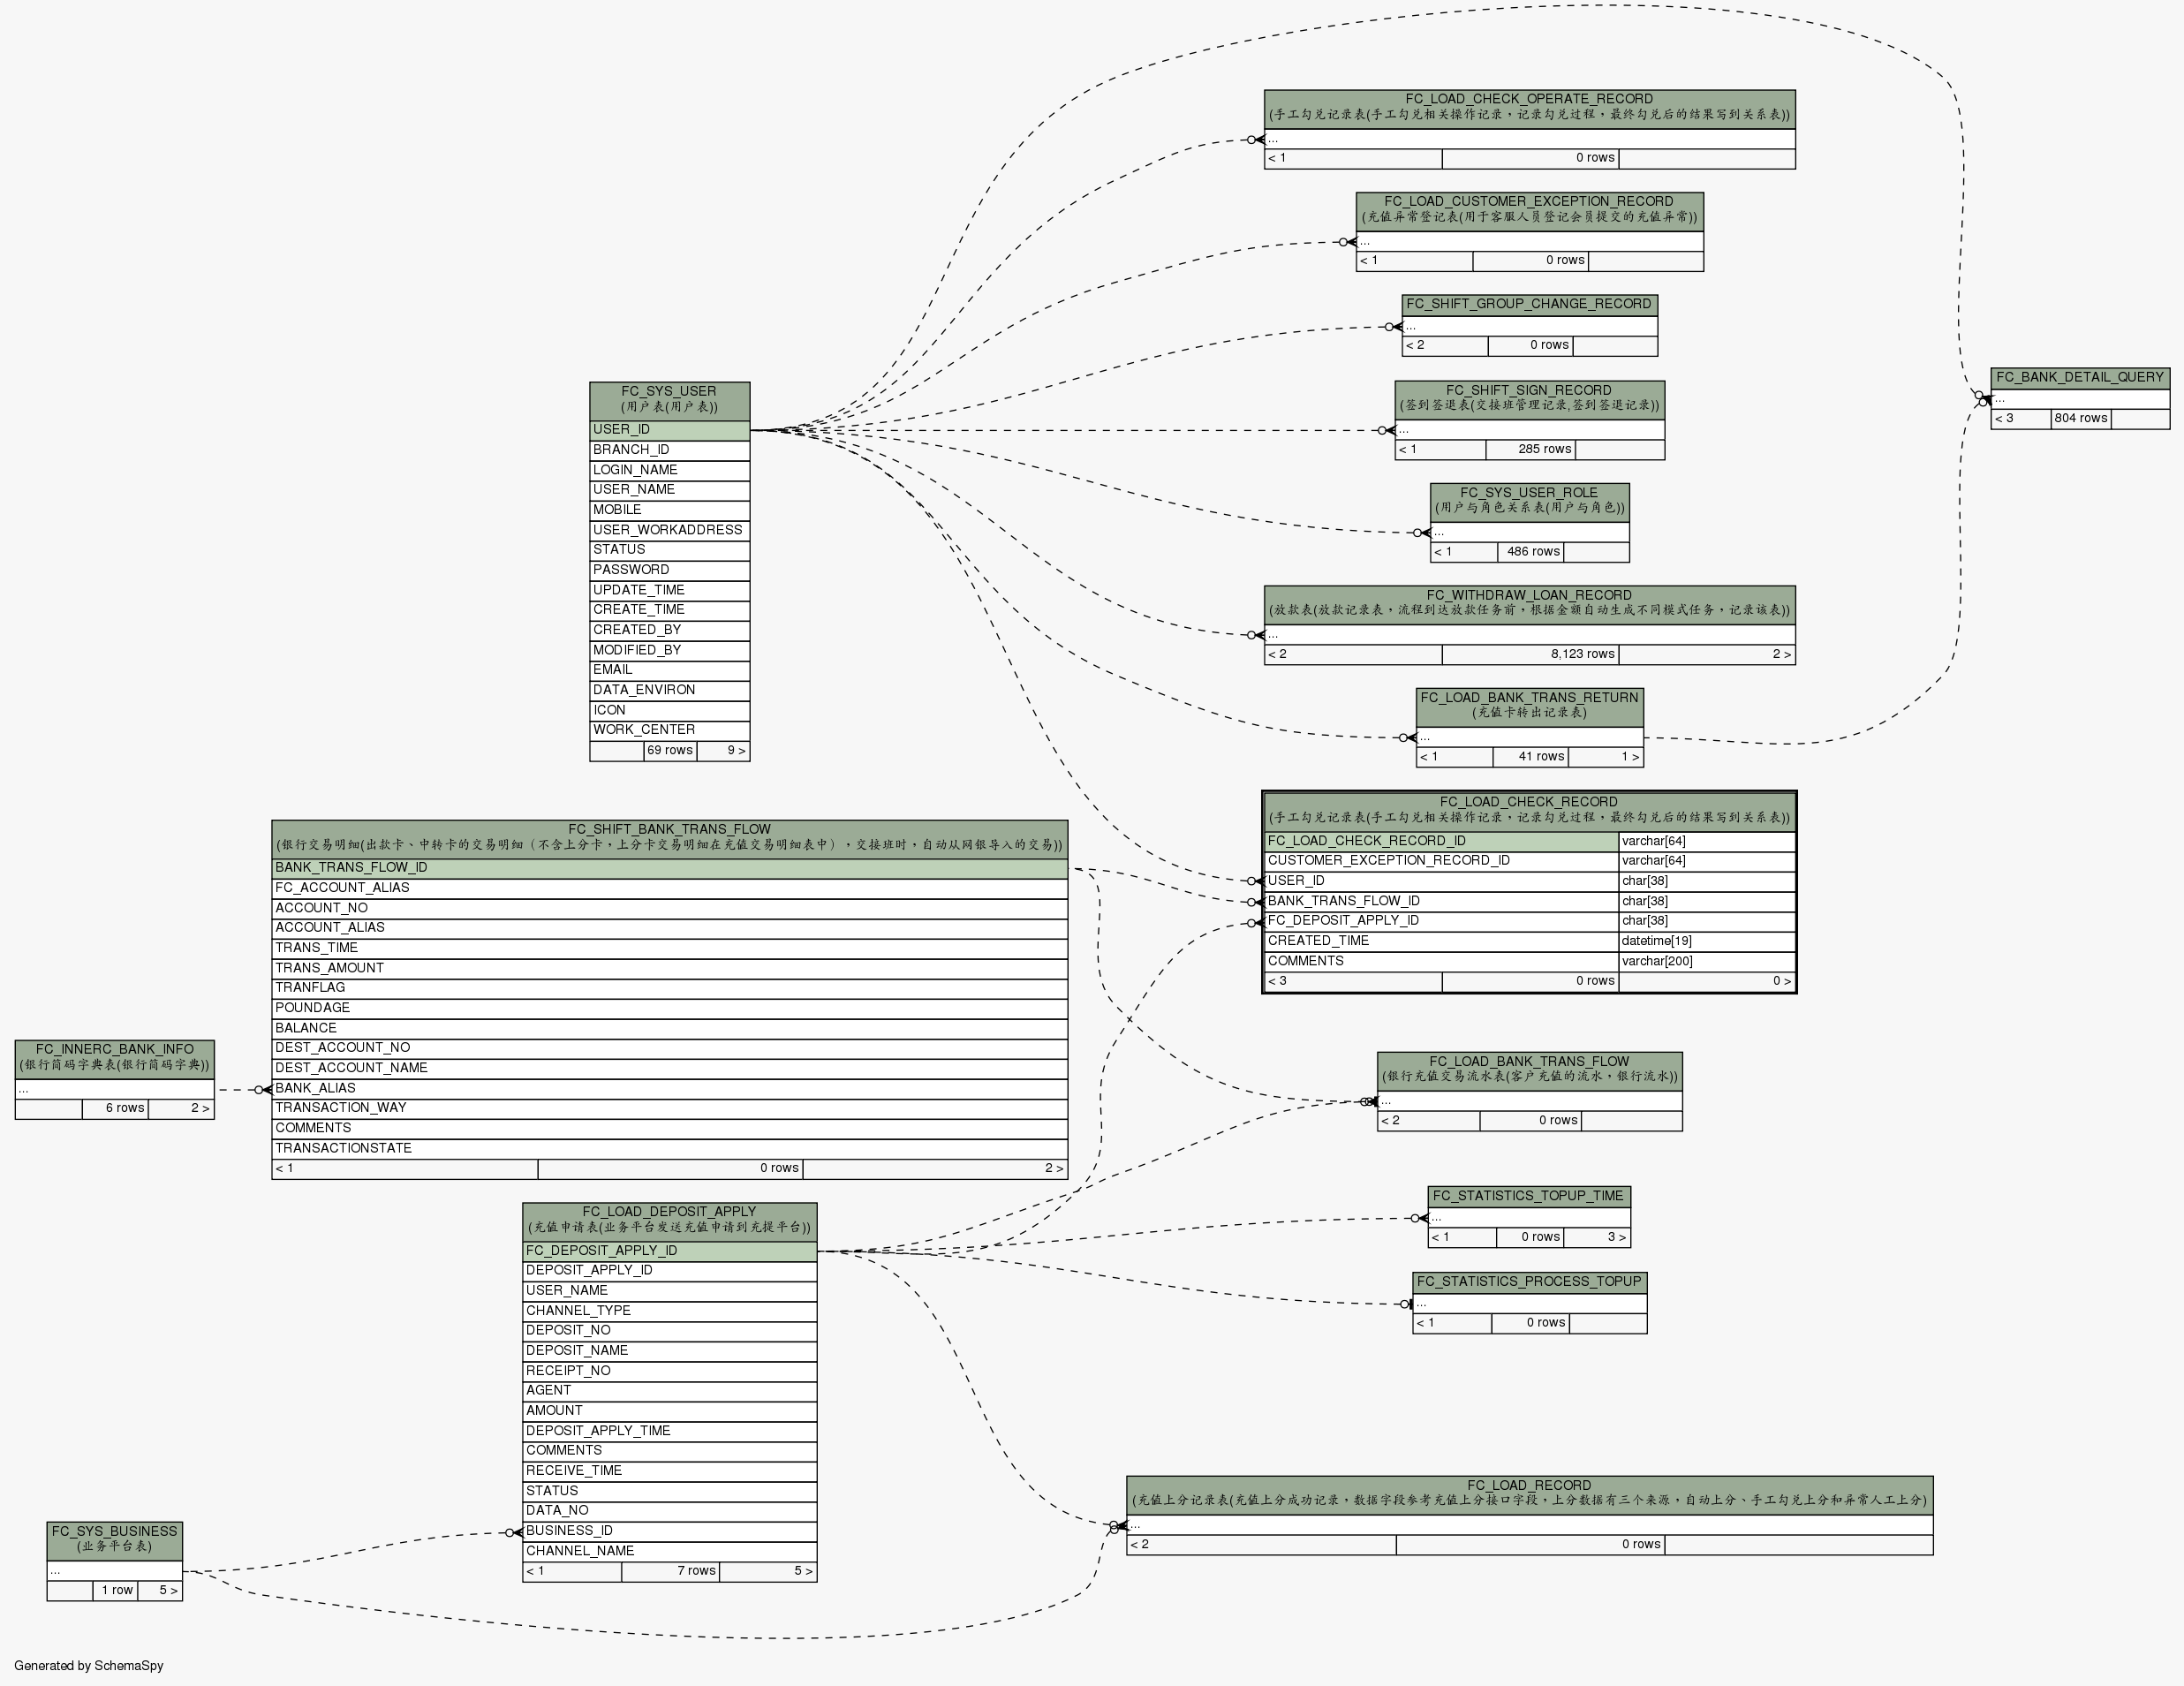 FC_LOAD_CHECK_OPERATE_RECORD
(手工勾兑记录表(手工勾兑相关操作记录，记录勾兑过程，最终勾兑后的结果写到关系表))
...
< 1 0 rows
FC_LOAD_CUSTOMER_EXCEPTION_RECORD
(充值异常登记表(用于客服人员登记会员提交的充值异常))
...
< 1 0 rows
FC_SHIFT_GROUP_CHANGE_RECORD
...
< 2 0 rows
FC_SHIFT_SIGN_RECORD
(签到签退表(交接班管理记录,签到签退记录))
...
< 1 285 rows
FC_SYS_USER_ROLE
(用户与角色关系表(用户与角色))
...
< 1 486 rows
FC_WITHDRAW_LOAN_RECORD
(放款表(放款记录表，流程到达放款任务前，根据金额自动生成不同模式任务，记录该表))
...
< 2 8,123 rows 2 >
FC_LOAD_BANK_TRANS_RETURN
(充值卡转出记录表)
...
< 1 41 rows 1 >
FC_BANK_DETAIL_QUERY
...
< 3 804 rows
FC_SYS_USER
(用户表(用户表))
USER_ID
BRANCH_ID
LOGIN_NAME
USER_NAME
MOBILE
USER_WORKADDRESS
STATUS
PASSWORD
UPDATE_TIME
CREATE_TIME
CREATED_BY
MODIFIED_BY
EMAIL
DATA_ENVIRON
ICON
WORK_CENTER
69 rows 9 >
FC_LOAD_CHECK_RECORD
(手工勾兑记录表(手工勾兑相关操作记录，记录勾兑过程，最终勾兑后的结果写到关系表))
FC_LOAD_CHECK_RECORD_ID varchar[64]
CUSTOMER_EXCEPTION_RECORD_ID varchar[64]
USER_ID char[38]
BANK_TRANS_FLOW_ID char[38]
FC_DEPOSIT_APPLY_ID char[38]
CREATED_TIME datetime[19]
COMMENTS varchar[200]
< 3 0 rows 0 >
FC_SHIFT_BANK_TRANS_FLOW
(银行交易明细(出款卡、中转卡的交易明细（不含上分卡，上分卡交易明细在充值交易明细表中），交接班时，自动从网银导入的交易))
BANK_TRANS_FLOW_ID
FC_ACCOUNT_ALIAS
ACCOUNT_NO
ACCOUNT_ALIAS
TRANS_TIME
TRANS_AMOUNT
TRANFLAG
POUNDAGE
BALANCE
DEST_ACCOUNT_NO
DEST_ACCOUNT_NAME
BANK_ALIAS
TRANSACTION_WAY
COMMENTS
TRANSACTIONSTATE
< 1 0 rows 2 >
FC_INNERC_BANK_INFO
(银行简码字典表(银行简码字典))
...
6 rows 2 >
FC_LOAD_BANK_TRANS_FLOW
(银行充值交易流水表(客户充值的流水，银行流水))
...
< 2 0 rows
FC_STATISTICS_TOPUP_TIME
...
< 1 0 rows 3 >
FC_STATISTICS_PROCESS_TOPUP
...
< 1 0 rows
FC_LOAD_DEPOSIT_APPLY
(充值申请表(业务平台发送充值申请到充提平台))
FC_DEPOSIT_APPLY_ID
DEPOSIT_APPLY_ID
USER_NAME
CHANNEL_TYPE
DEPOSIT_NO
DEPOSIT_NAME
RECEIPT_NO
AGENT
AMOUNT
DEPOSIT_APPLY_TIME
COMMENTS
RECEIVE_TIME
STATUS
DATA_NO
BUSINESS_ID
CHANNEL_NAME
< 1 7 rows 5 >
FC_LOAD_RECORD
(充值上分记录表(充值上分成功记录，数据字段参考充值上分接口字段，上分数据有三个来源，自动上分、手工勾兑上分和异常人工上分)
...
< 2 0 rows
FC_SYS_BUSINESS
(业务平台表)
...
1 row 5 >
Generated by SchemaSpy